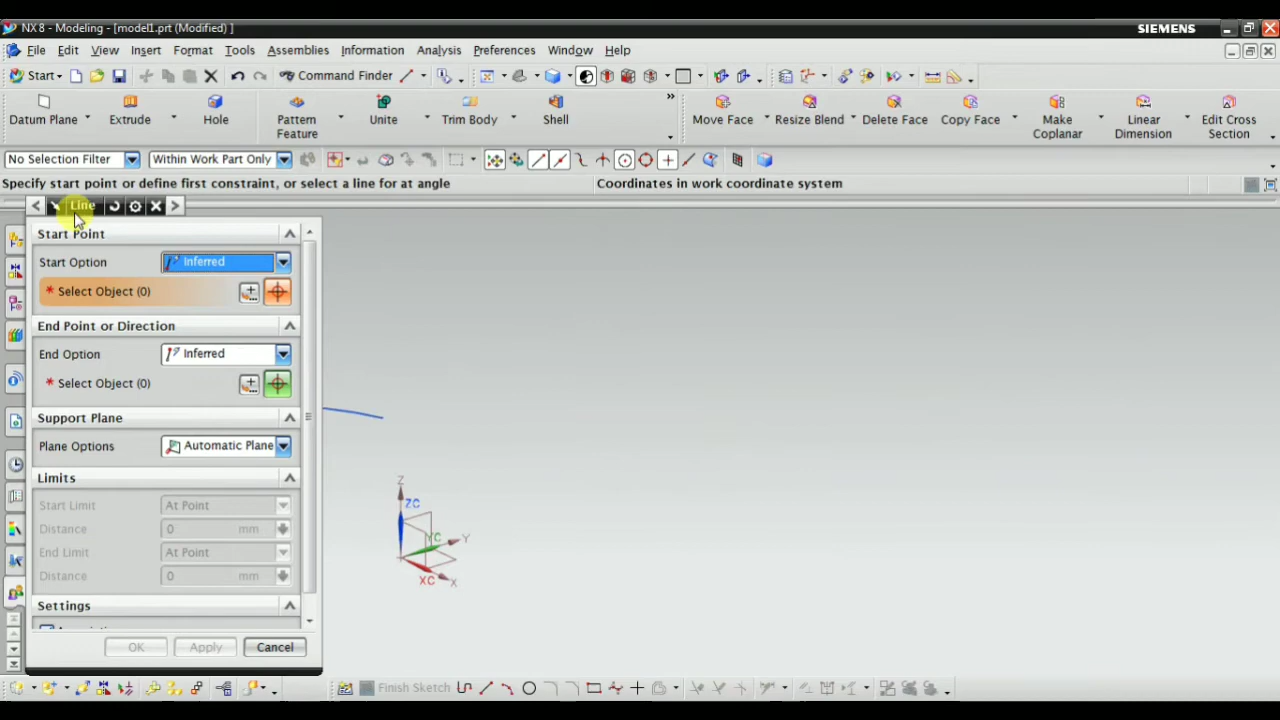 NX 8 - Modeling - [model1.prt (Modified) ]
SIEMENS
File Edit View Insert Format Tools Assemblies Information Analysis Preferences Window Help
Start Command Finder
Datum Plane Extrude Hole Pattern Feature Unite Trim Body Shell Move Face Resize Blend Delete Face Copy Face Make Coplanar Linear Dimension Edit Cross Section
No Selection Filter Within Work Part Only
Specify start point or define first constraint, or select a line for at angle Coordinates in work coordinate system
Line
Start Point
Start Option Inferred
* Select Object (0)
End Point or Direction
End Option Inferred
* Select Object (0)
Support Plane
Plane Options Automatic Plane
Limits
Start Limit At Point
Distance 0 mm
End Limit At Point
Distance 0 mm
Settings
OK Apply Cancel
Z
ZC
YC Y
XC X
Finish Sketch